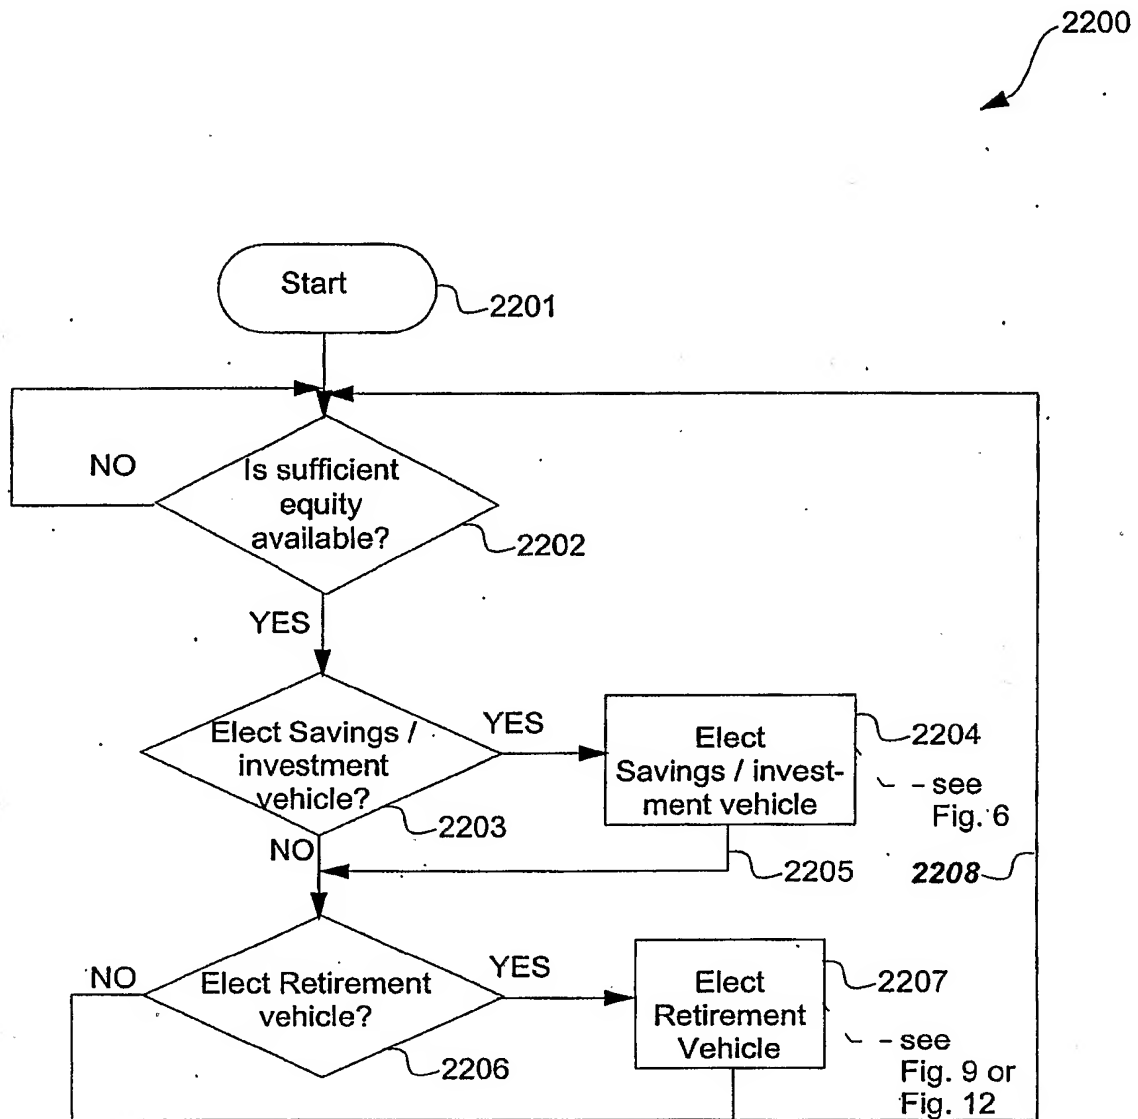 2200
Start
2201
NO
Is sufficient
equity
available?
2202
YES
Elect Savings /
investment
vehicle?
2203
YES
Elect
Savings / invest-
ment vehicle
2204
see
Fig. 6
NO
2205
2208
NO
Elect Retirement
vehicle?
2206
YES
Elect
Retirement
Vehicle
2207
see
Fig. 9 or
Fig. 12